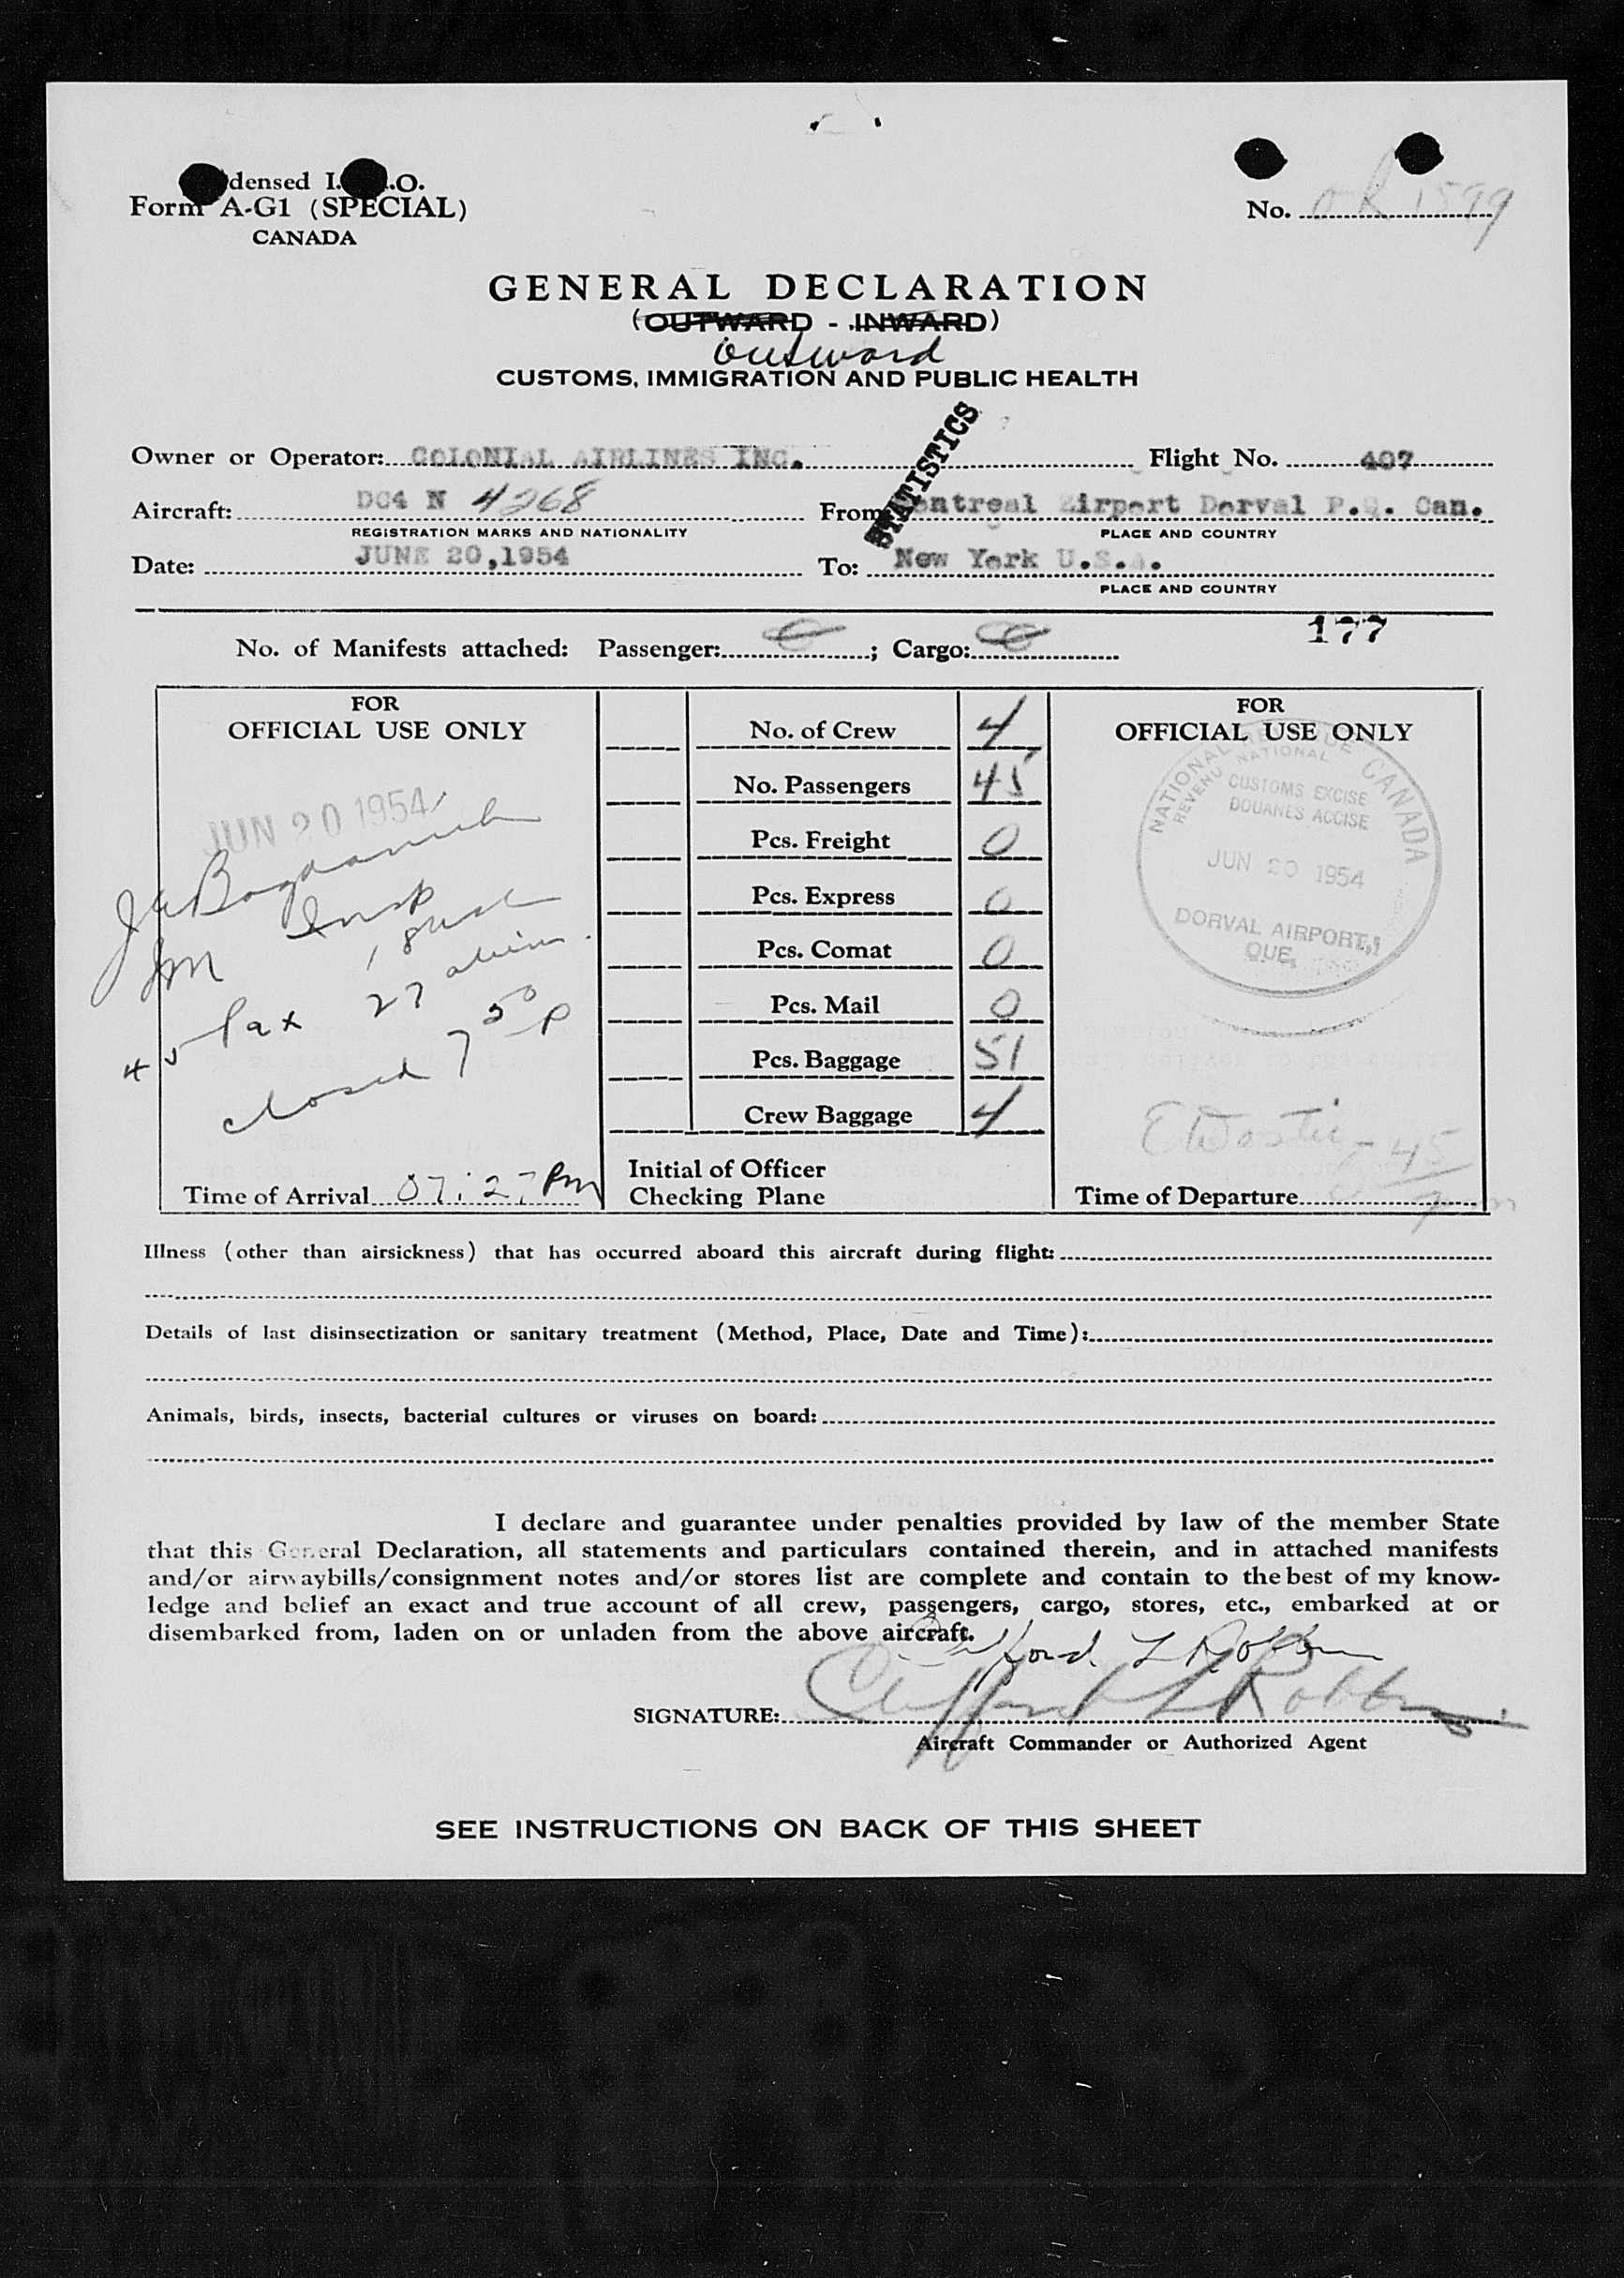 densed I. .O.
Form A-G1 (SPECIAL)
CANADA
No. 1599
GENERAL DECLARATION
(OUTWARD - INWARD)
outward
CUSTOMS, IMMIGRATION AND PUBLIC HEALTH
STATISTICS
Owner or Operator: COLONIAL AIRLINES INC. Flight No. 407
Aircraft: DC4 N 4268 From ontreal Zirport Dorval P.Q. Can.
REGISTRATION MARKS AND NATIONALITY PLACE AND COUNTRY
Date: JUNE 20,1954 To: New York U.S.A.
PLACE AND COUNTRY
177
No. of Manifests attached: Passenger: ; Cargo:
FOR
OFFICIAL USE ONLY
JUN 20 1954
Insp
Im
45 Pax 27 aliens.
closed 7 50 p
Time of Arrival 07:27 Pm
No. of Crew 4
No. Passengers 45
Pcs. Freight 0
Pcs. Express 0
Pcs. Comat 0
Pcs. Mail 0
Pcs. Baggage 51
Crew Baggage 4
Initial of Officer
Checking Plane
FOR
OFFICIAL USE ONLY
NATIONAL REVENUE CANADA
REVENU NATIONAL
CUSTOMS EXCISE
DOUANES ACCISE
JUN 20 1954
DORVAL AIRPORT,
QUE.
Time of Departure
Illness (other than airsickness) that has occurred aboard this aircraft during flight:
Details of last disinsectization or sanitary treatment (Method, Place, Date and Time):
Animals, birds, insects, bacterial cultures or viruses on board:
I declare and guarantee under penalties provided by law of the member State
that this General Declaration, all statements and particulars contained therein, and in attached manifests
and/or airwaybills/consignment notes and/or stores list are complete and contain to the best of my know-
ledge and belief an exact and true account of all crew, passengers, cargo, stores, etc., embarked at or
disembarked from, laden on or unladen from the above aircraft.
SIGNATURE: Clifford L Robbins
Aircraft Commander or Authorized Agent
SEE INSTRUCTIONS ON BACK OF THIS SHEET